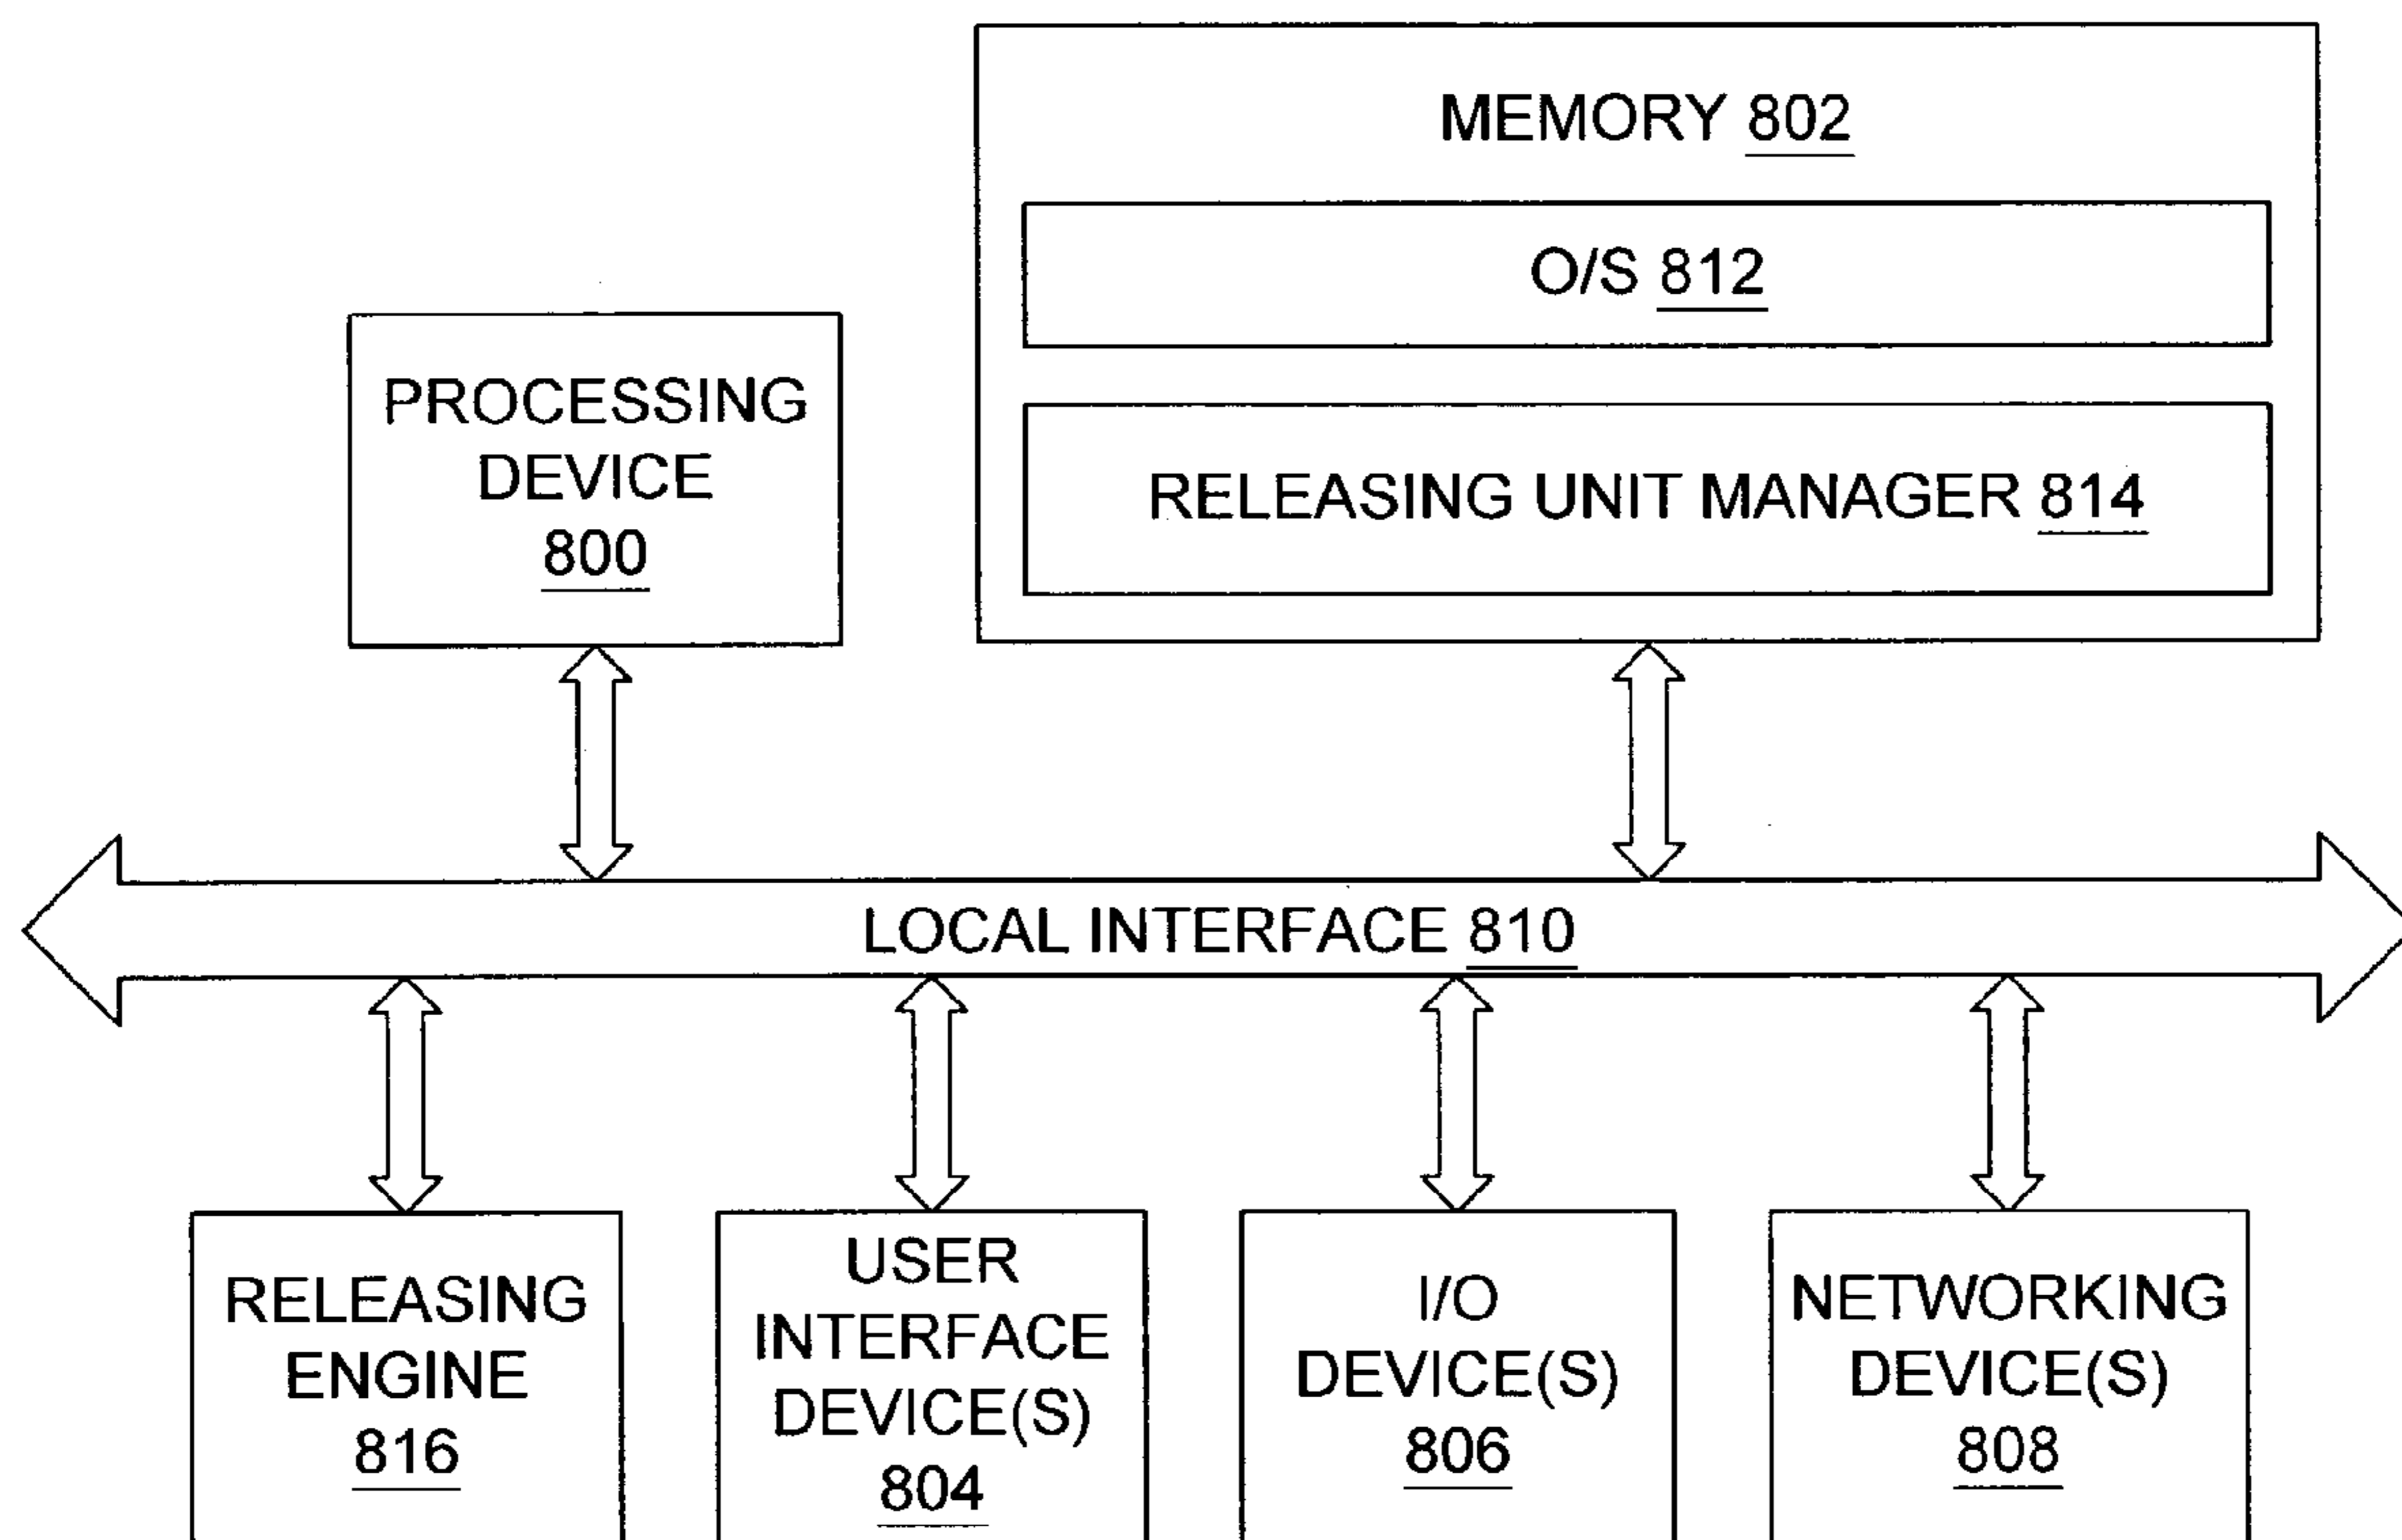 MEMORY 802
O/S 812
RELEASING UNIT MANAGER 814
PROCESSING
DEVICE
800
LOCAL INTERFACE 810
RELEASING
ENGINE
816
USER
INTERFACE
DEVICE(S)
804
I/O
DEVICE(S)
806
NETWORKING
DEVICE(S)
808